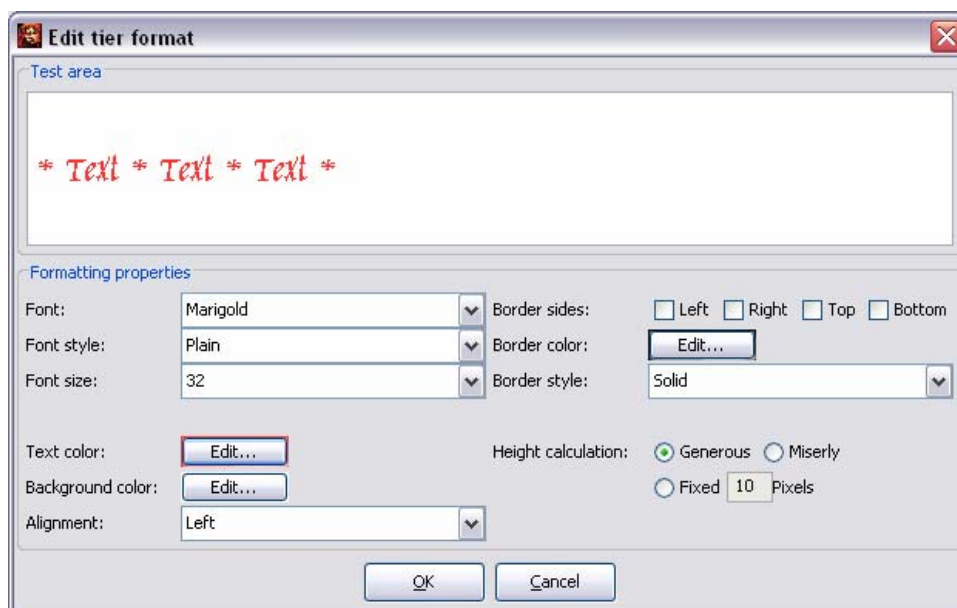 Edit tier format
Test area
* Text * Text * Text *
Formatting properties
Font: Marigold Border sides: Left Right Top Bottom
Font style: Plain Border color: Edit...
Font size: 32 Border style: Solid
Text color: Edit... Height calculation: Generous Miserly
Background color: Edit... Fixed 10 Pixels
Alignment: Left
OK Cancel